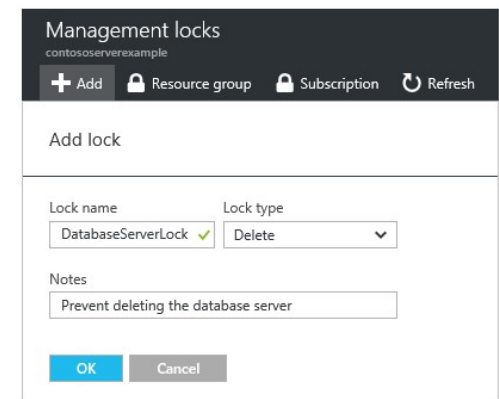 Management locks
contososerverexample
Add Resource group Subscription Refresh
Add lock
Lock name Lock type
DatabaseServerLock Delete
Notes
Prevent deleting the database server
OK Cancel